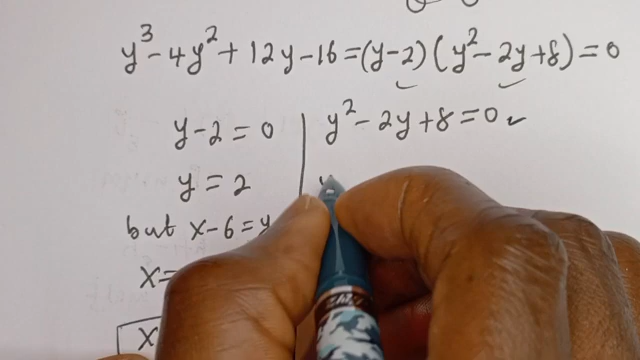 y³ - 4y² + 12y - 16 = (y-2)(y² - 2y + 8) = 0
y - 2 = 0
y² - 2y + 8 = 0
y = 2
but x - 6 = y
x =
x